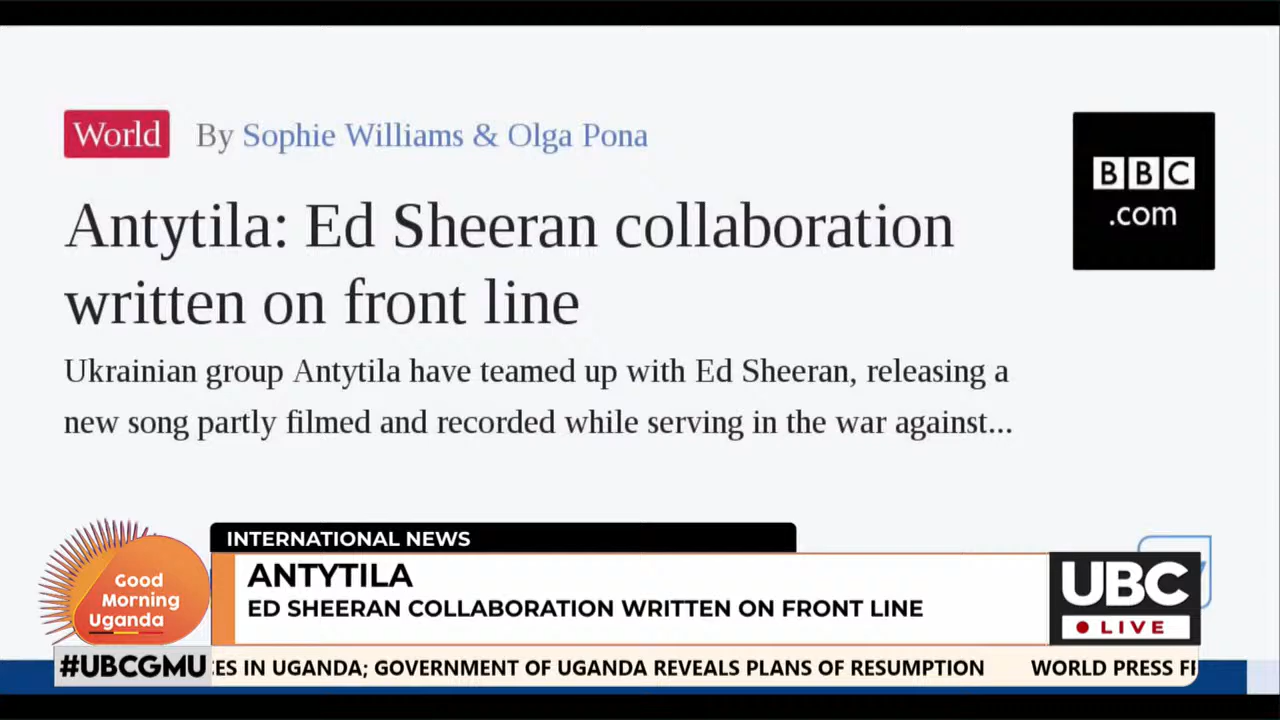 World By Sophie Williams & Olga Pona
BBC
.com
Antytila: Ed Sheeran collaboration
written on front line
Ukrainian group Antytila have teamed up with Ed Sheeran, releasing a
new song partly filmed and recorded while serving in the war against...
INTERNATIONAL NEWS
ANTYTILA
ED SHEERAN COLLABORATION WRITTEN ON FRONT LINE
Good
Morning
Uganda
UBC
LIVE
#UBCGMU
IN UGANDA; GOVERNMENT OF UGANDA REVEALS PLANS OF RESUMPTION WORLD PRESS